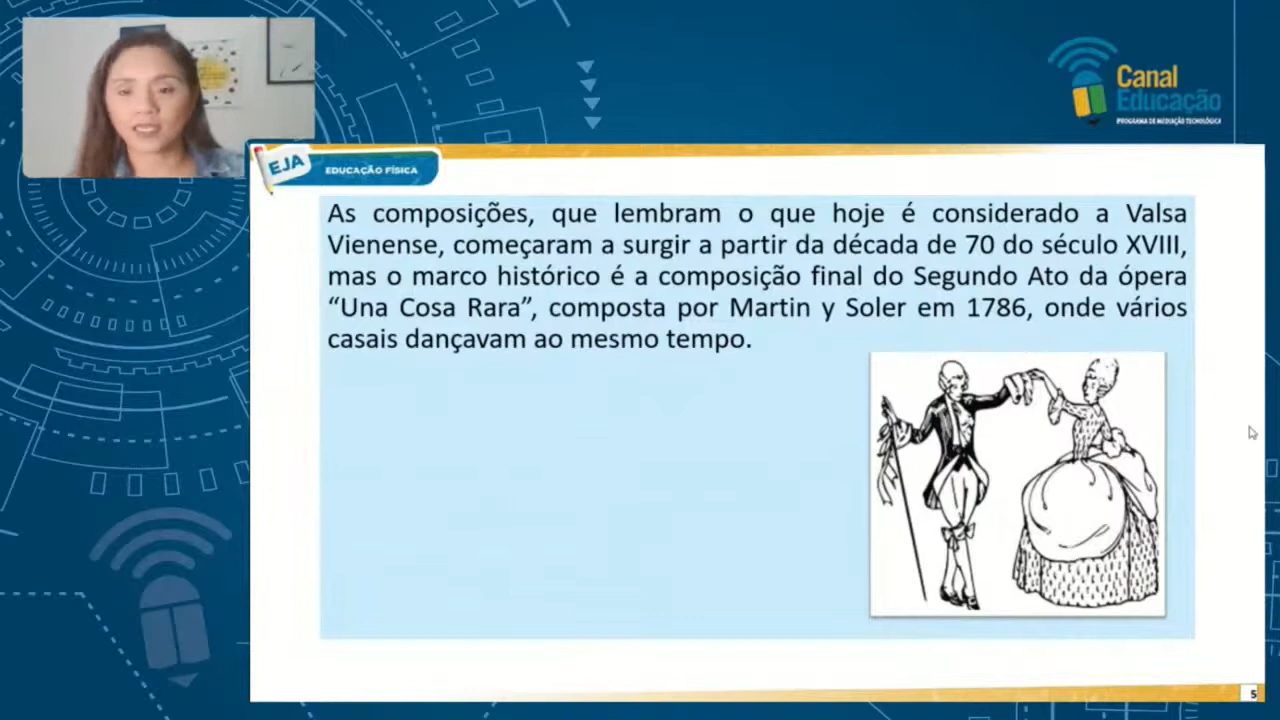 Canal
Educação
PROGRAMA DE MEDIAÇÃO TECNOLÓGICA
EJA
EDUCAÇÃO FÍSICA
As composições, que lembram o que hoje é considerado a Valsa
Vienense, começaram a surgir a partir da década de 70 do século XVIII,
mas o marco histórico é a composição final do Segundo Ato da ópera
“Una Cosa Rara”, composta por Martin y Soler em 1786, onde vários
casais dançavam ao mesmo tempo.
5